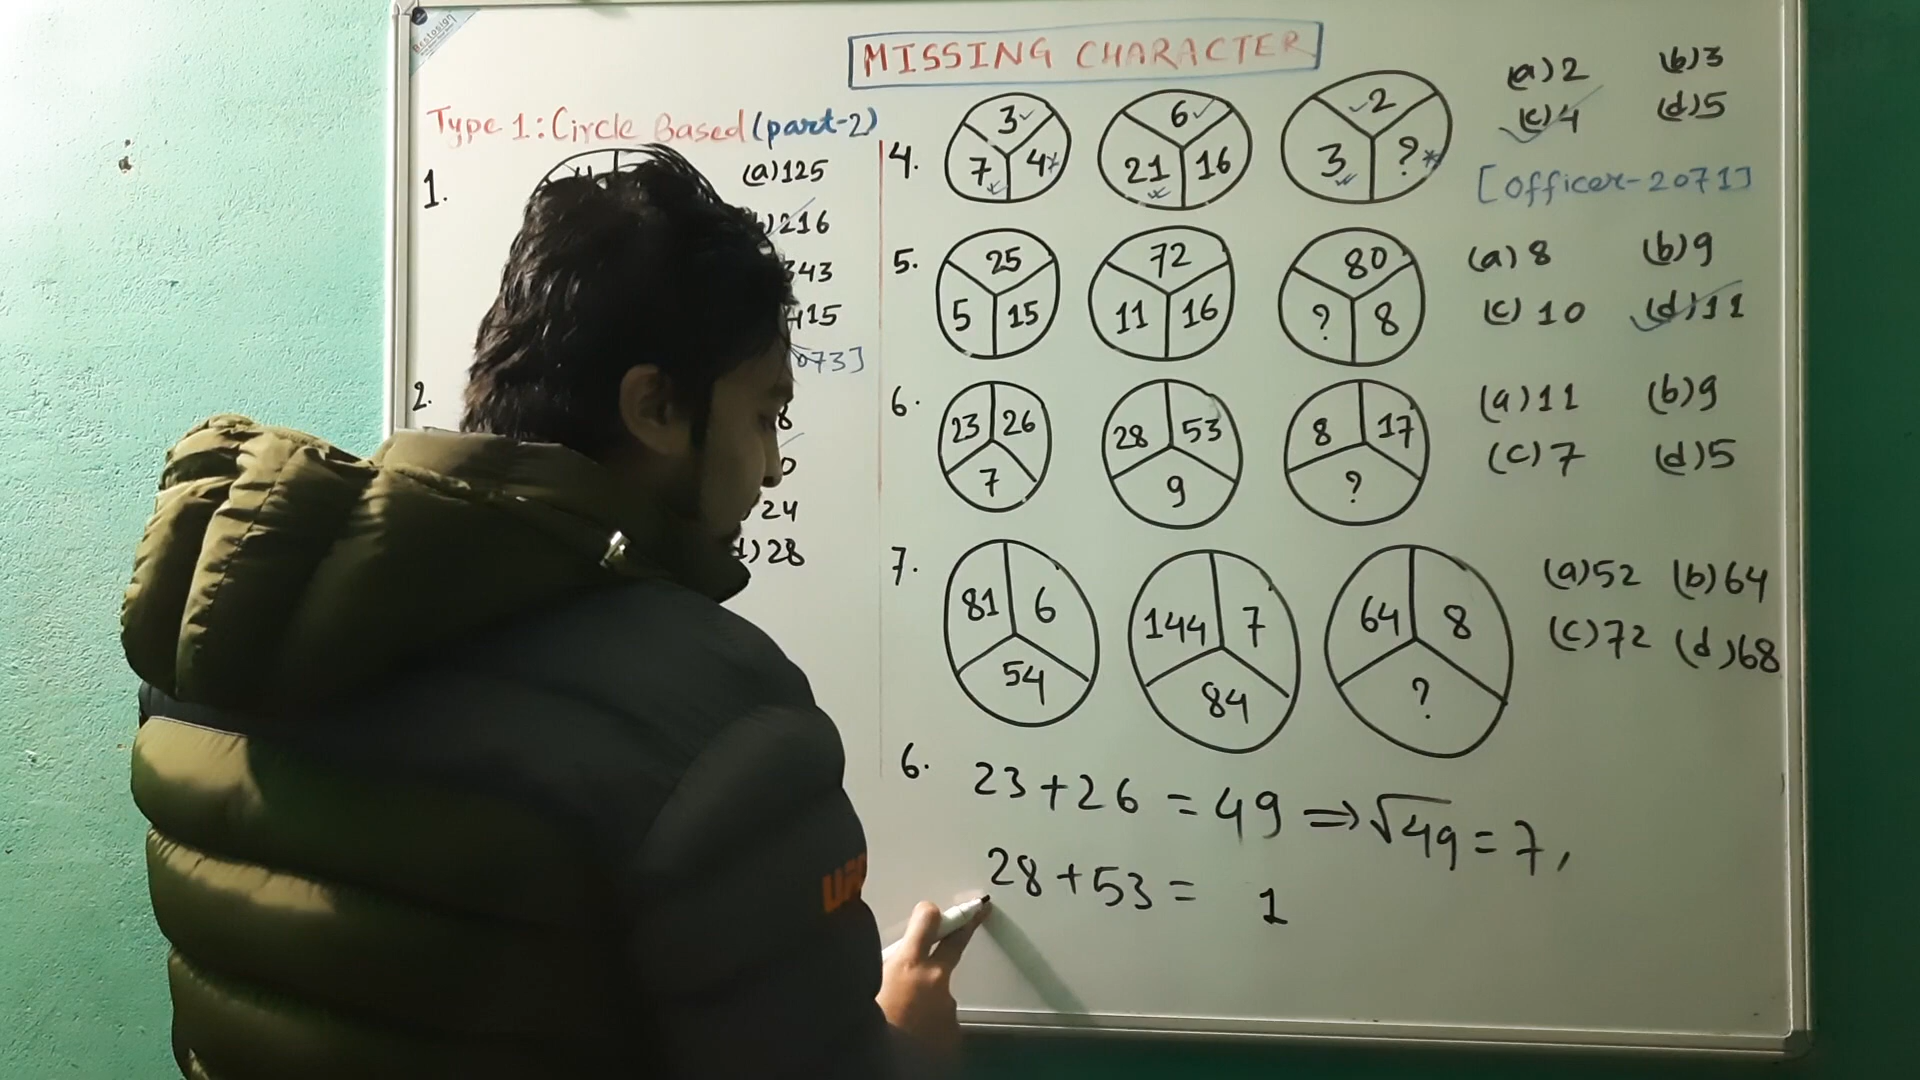 Bestosign
MISSING CHARACTER
Type 1: Circle Based (part-2)
1.
(a) 125
)216
343
415
073]
2.
8
0
24
d) 28
4.
3
7 4
6
21 16
2
3 ?
(a) 2 (b) 3
(c) 4 (d) 5
[Officer-2071]
5.
25
5 15
72
11 16
80
? 8
(a) 8 (b) 9
(c) 10 (d) 11
6.
23 26
7
28 53
9
8 17
?
(a) 11 (b) 9
(c) 7 (d) 5
7.
81 6
54
144 7
84
64 8
?
(a) 52 (b) 64
(c) 72 (d) 68
6. 23 + 26 = 49 ⇒ √49 = 7,
28 + 53 = 1